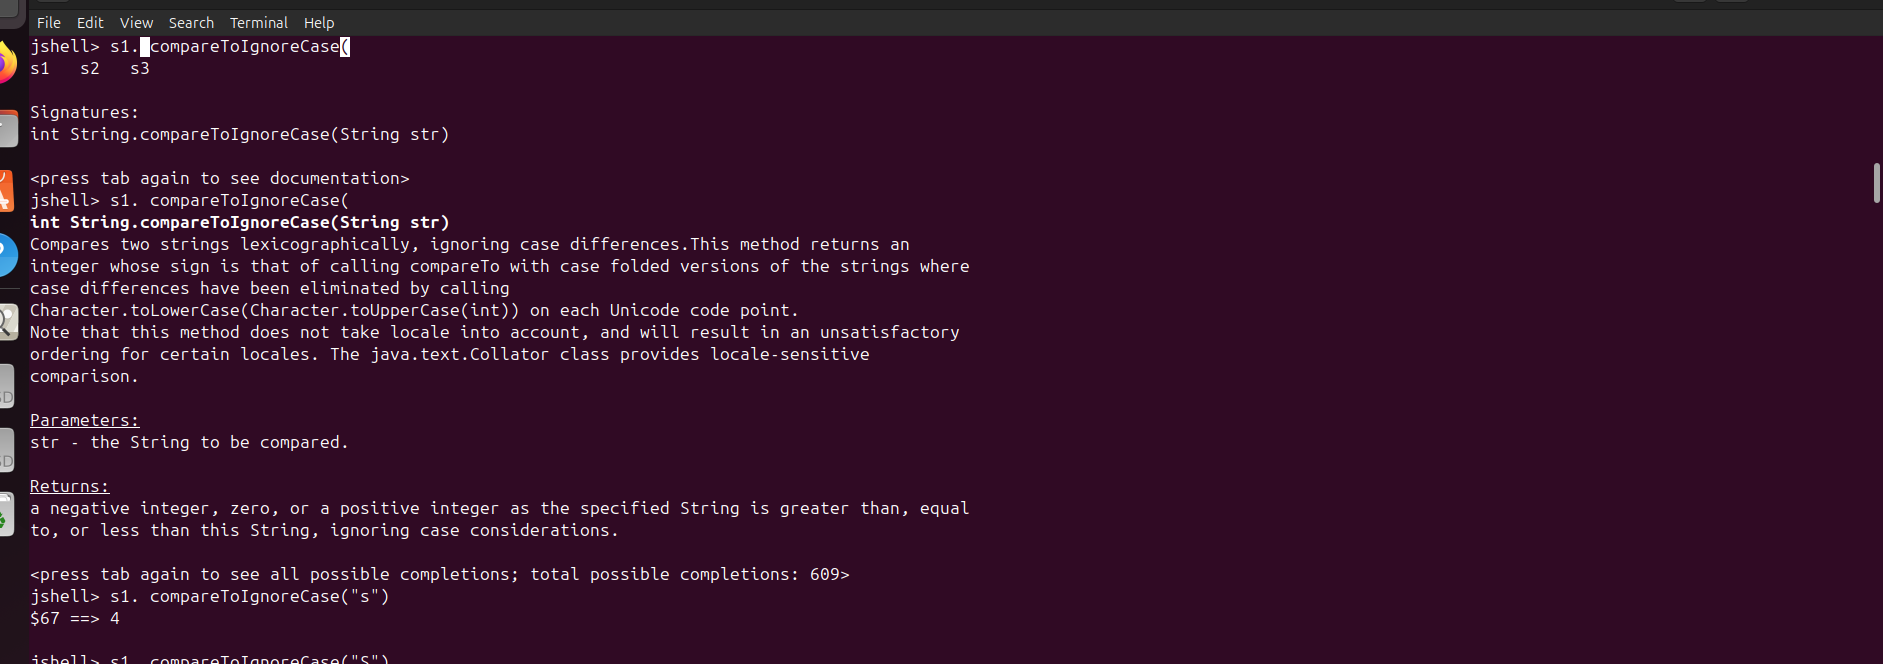 File Edit View Search Terminal Help
jshell> s1. compareToIgnoreCase(
s1   s2   s3
Signatures:
int String.compareToIgnoreCase(String str)
<press tab again to see documentation>
jshell> s1. compareToIgnoreCase(
int String.compareToIgnoreCase(String str)
Compares two strings lexicographically, ignoring case differences.This method returns an
integer whose sign is that of calling compareTo with case folded versions of the strings where
case differences have been eliminated by calling
Character.toLowerCase(Character.toUpperCase(int)) on each Unicode code point.
Note that this method does not take locale into account, and will result in an unsatisfactory
ordering for certain locales. The java.text.Collator class provides locale-sensitive
comparison.
Parameters:
str - the String to be compared.
Returns:
a negative integer, zero, or a positive integer as the specified String is greater than, equal
to, or less than this String, ignoring case considerations.
<press tab again to see all possible completions; total possible completions: 609>
jshell> s1. compareToIgnoreCase("s")
$67 ==> 4
jshell> s1. compareToIgnoreCase("S")